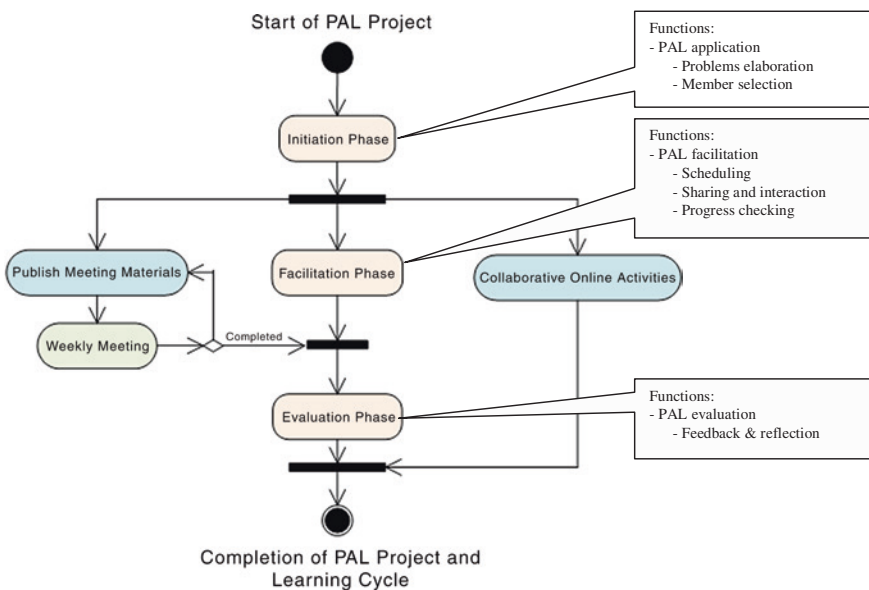 Start of PAL Project
Functions:
- PAL application
- Problems elaboration
- Member selection
Initiation Phase
Functions:
- PAL facilitation
- Scheduling
- Sharing and interaction
- Progress checking
Publish Meeting Materials
Facilitation Phase
Collaborative Online Activities
Weekly Meeting
Completed
Functions:
- PAL evaluation
- Feedback & reflection
Evaluation Phase
Completion of PAL Project and
Learning Cycle